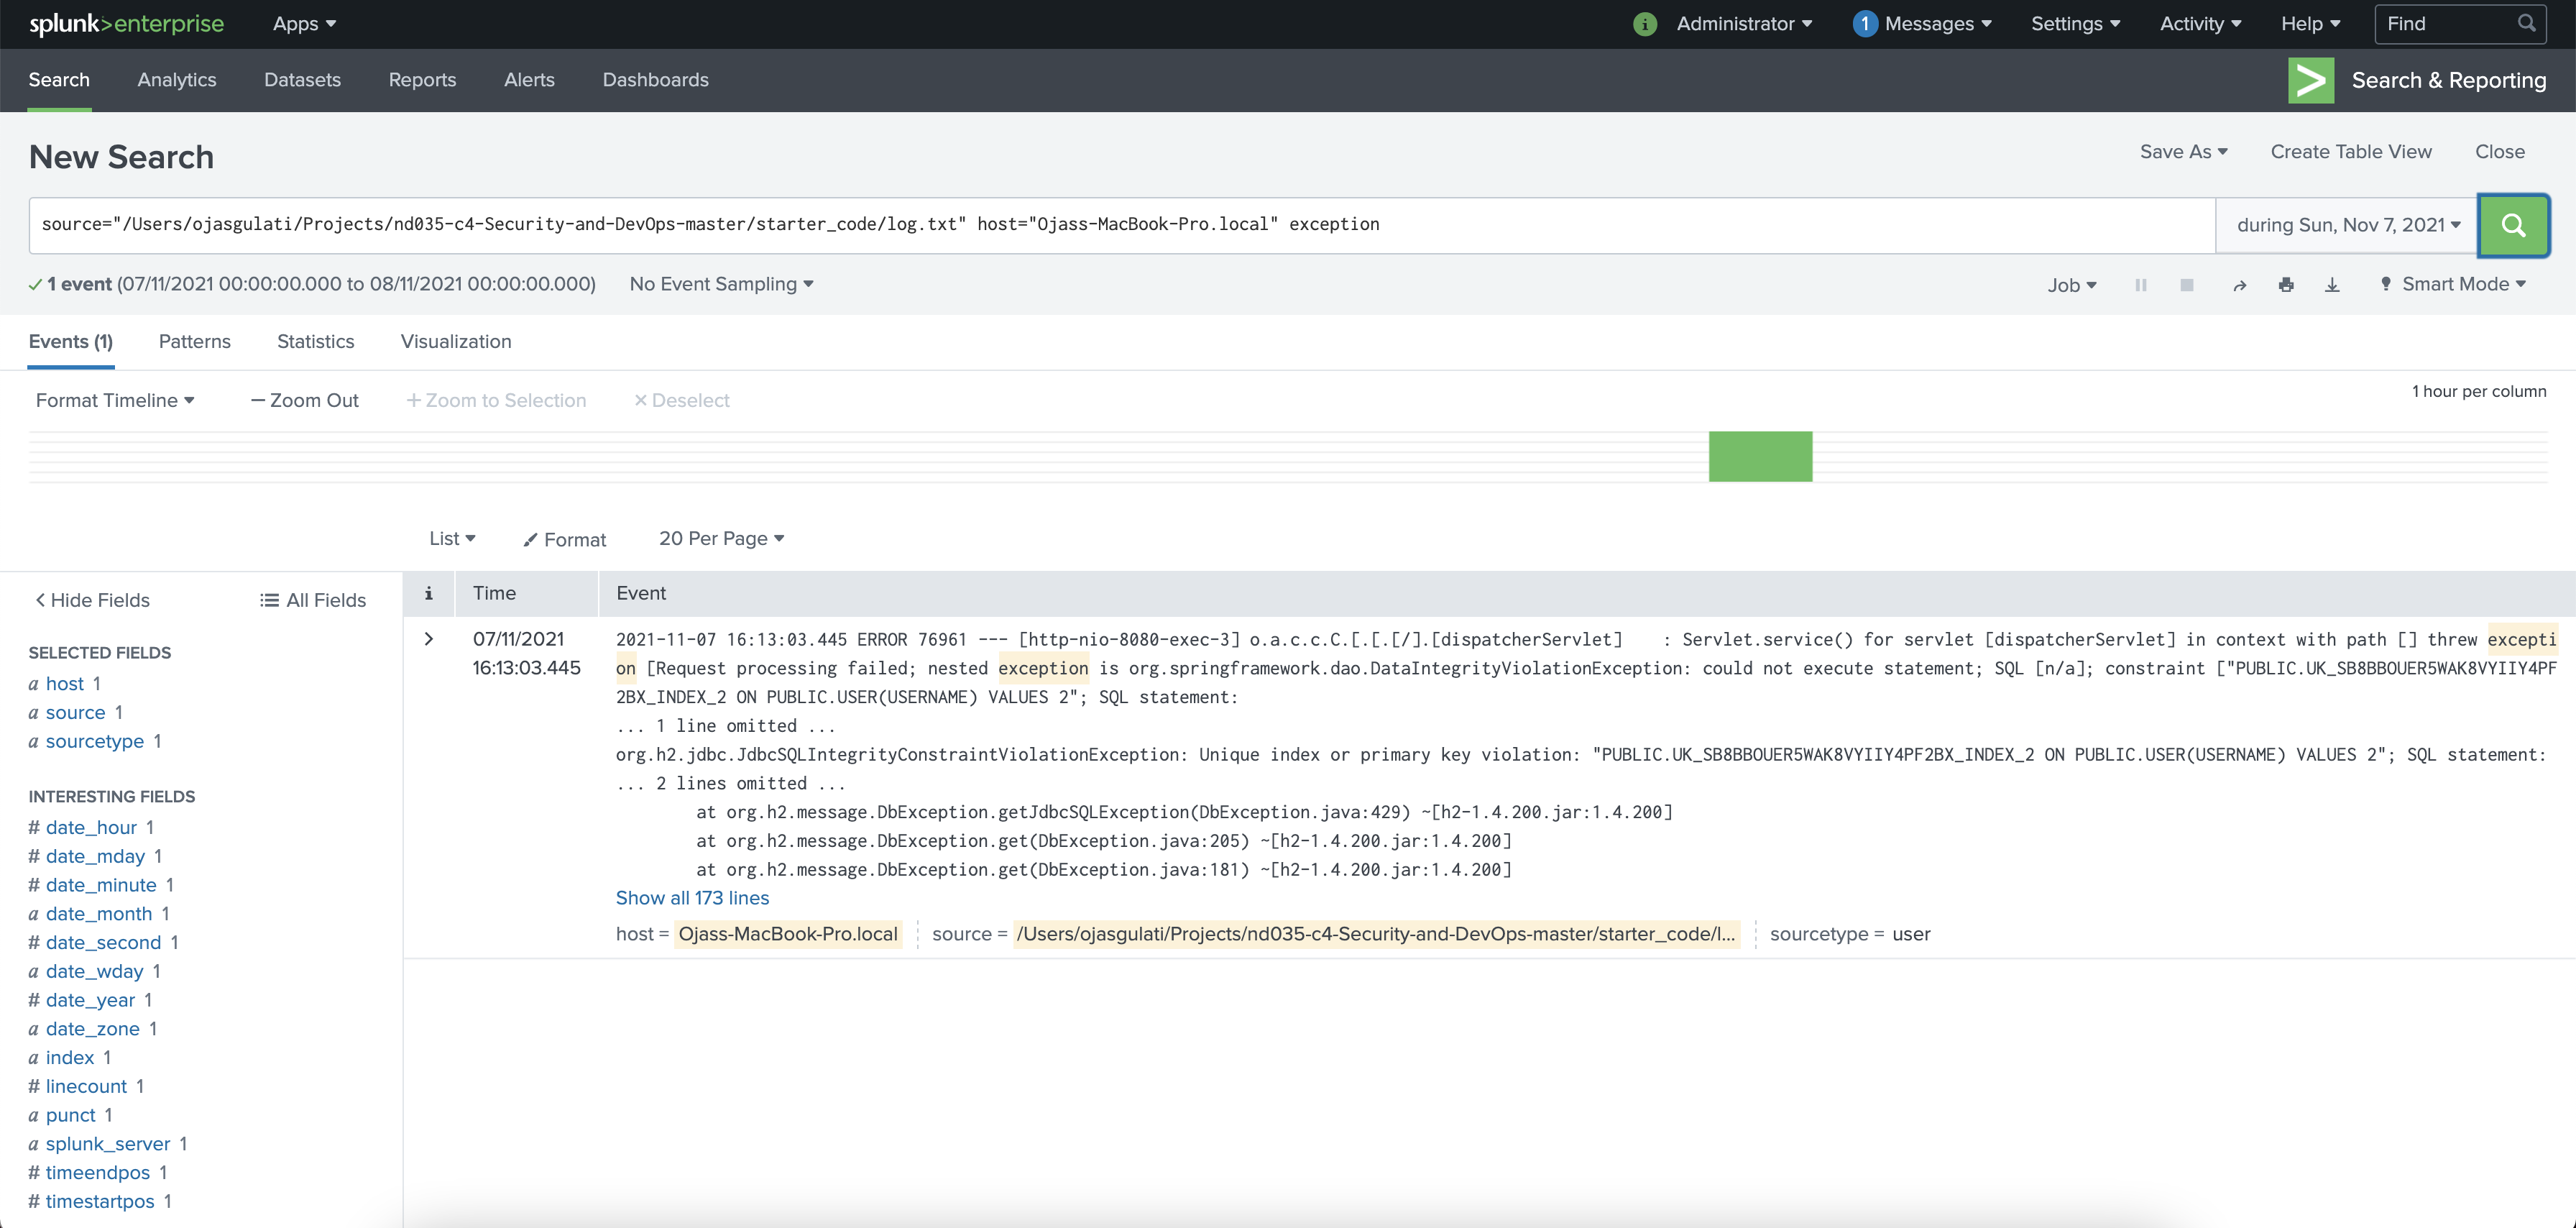 splunk>enterprise Apps i Administrator 1 Messages Settings Activity Help Find
Search Analytics Datasets Reports Alerts Dashboards Search & Reporting
New Search Save As Create Table View Close
source="/Users/ojasgulati/Projects/nd035-c4-Security-and-DevOps-master/starter_code/log.txt" host="Ojass-MacBook-Pro.local" exception during Sun, Nov 7, 2021
1 event (07/11/2021 00:00:00.000 to 08/11/2021 00:00:00.000) No Event Sampling Job Smart Mode
Events (1) Patterns Statistics Visualization
Format Timeline — Zoom Out + Zoom to Selection × Deselect 1 hour per column
List Format 20 Per Page
< Hide Fields All Fields
SELECTED FIELDS
a host 1
a source 1
a sourcetype 1
INTERESTING FIELDS
# date_hour 1
# date_mday 1
# date_minute 1
a date_month 1
# date_second 1
a date_wday 1
# date_year 1
a date_zone 1
a index 1
# linecount 1
a punct 1
a splunk_server 1
# timeendpos 1
# timestartpos 1
i Time Event
> 07/11/2021
16:13:03.445
2021-11-07 16:13:03.445 ERROR 76961 --- [http-nio-8080-exec-3] o.a.c.c.C.[.[.[/].[dispatcherServlet] : Servlet.service() for servlet [dispatcherServlet] in context with path [] threw excepti
on [Request processing failed; nested exception is org.springframework.dao.DataIntegrityViolationException: could not execute statement; SQL [n/a]; constraint ["PUBLIC.UK_SB8BBOUER5WAK8VYIIY4PF
2BX_INDEX_2 ON PUBLIC.USER(USERNAME) VALUES 2"; SQL statement:
... 1 line omitted ...
org.h2.jdbc.JdbcSQLIntegrityConstraintViolationException: Unique index or primary key violation: "PUBLIC.UK_SB8BBOUER5WAK8VYIIY4PF2BX_INDEX_2 ON PUBLIC.USER(USERNAME) VALUES 2"; SQL statement:
... 2 lines omitted ...
at org.h2.message.DbException.getJdbcSQLException(DbException.java:429) ~[h2-1.4.200.jar:1.4.200]
at org.h2.message.DbException.get(DbException.java:205) ~[h2-1.4.200.jar:1.4.200]
at org.h2.message.DbException.get(DbException.java:181) ~[h2-1.4.200.jar:1.4.200]
Show all 173 lines
host = Ojass-MacBook-Pro.local source = /Users/ojasgulati/Projects/nd035-c4-Security-and-DevOps-master/starter_code/l... sourcetype = user